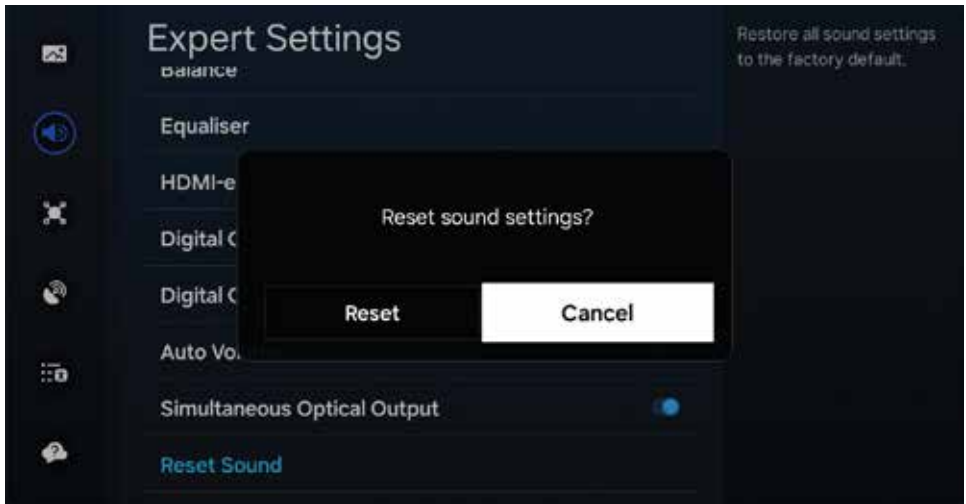 Expert Settings
Balance
Equaliser
HDMI-e
Digital
Digital
Auto Vo
Simultaneous Optical Output
Reset Sound
Reset sound settings?
Reset
Cancel
Restore all sound settings
to the factory default.